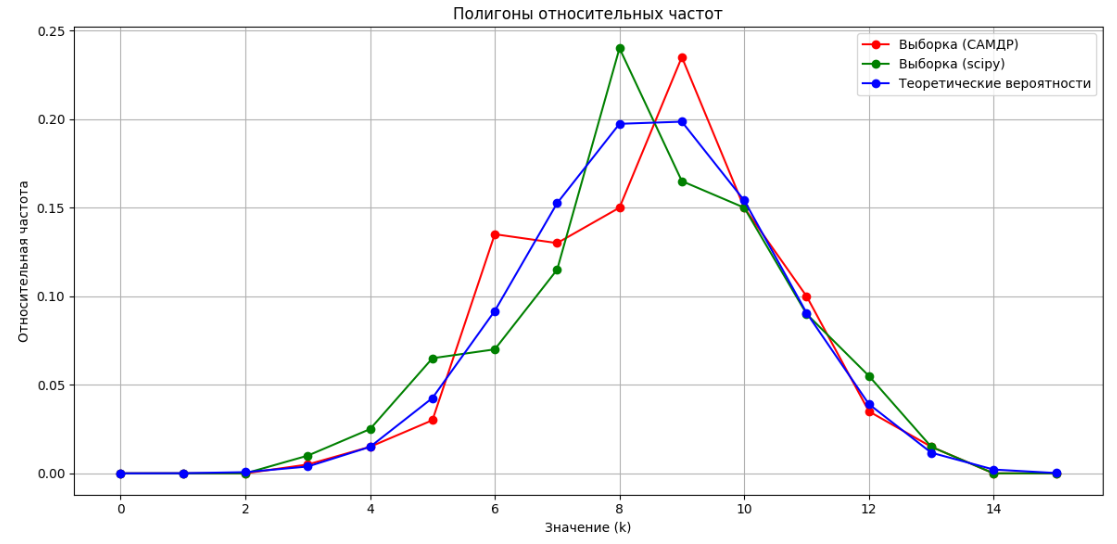 Полигоны относительных частот
0.25
0.20
0.15
0.10
0.05
0.00
Относительная частота
Выборка (САМДР)
Выборка (scipy)
Теоретические вероятности
0 2 4 6 8 10 12 14
Значение (k)